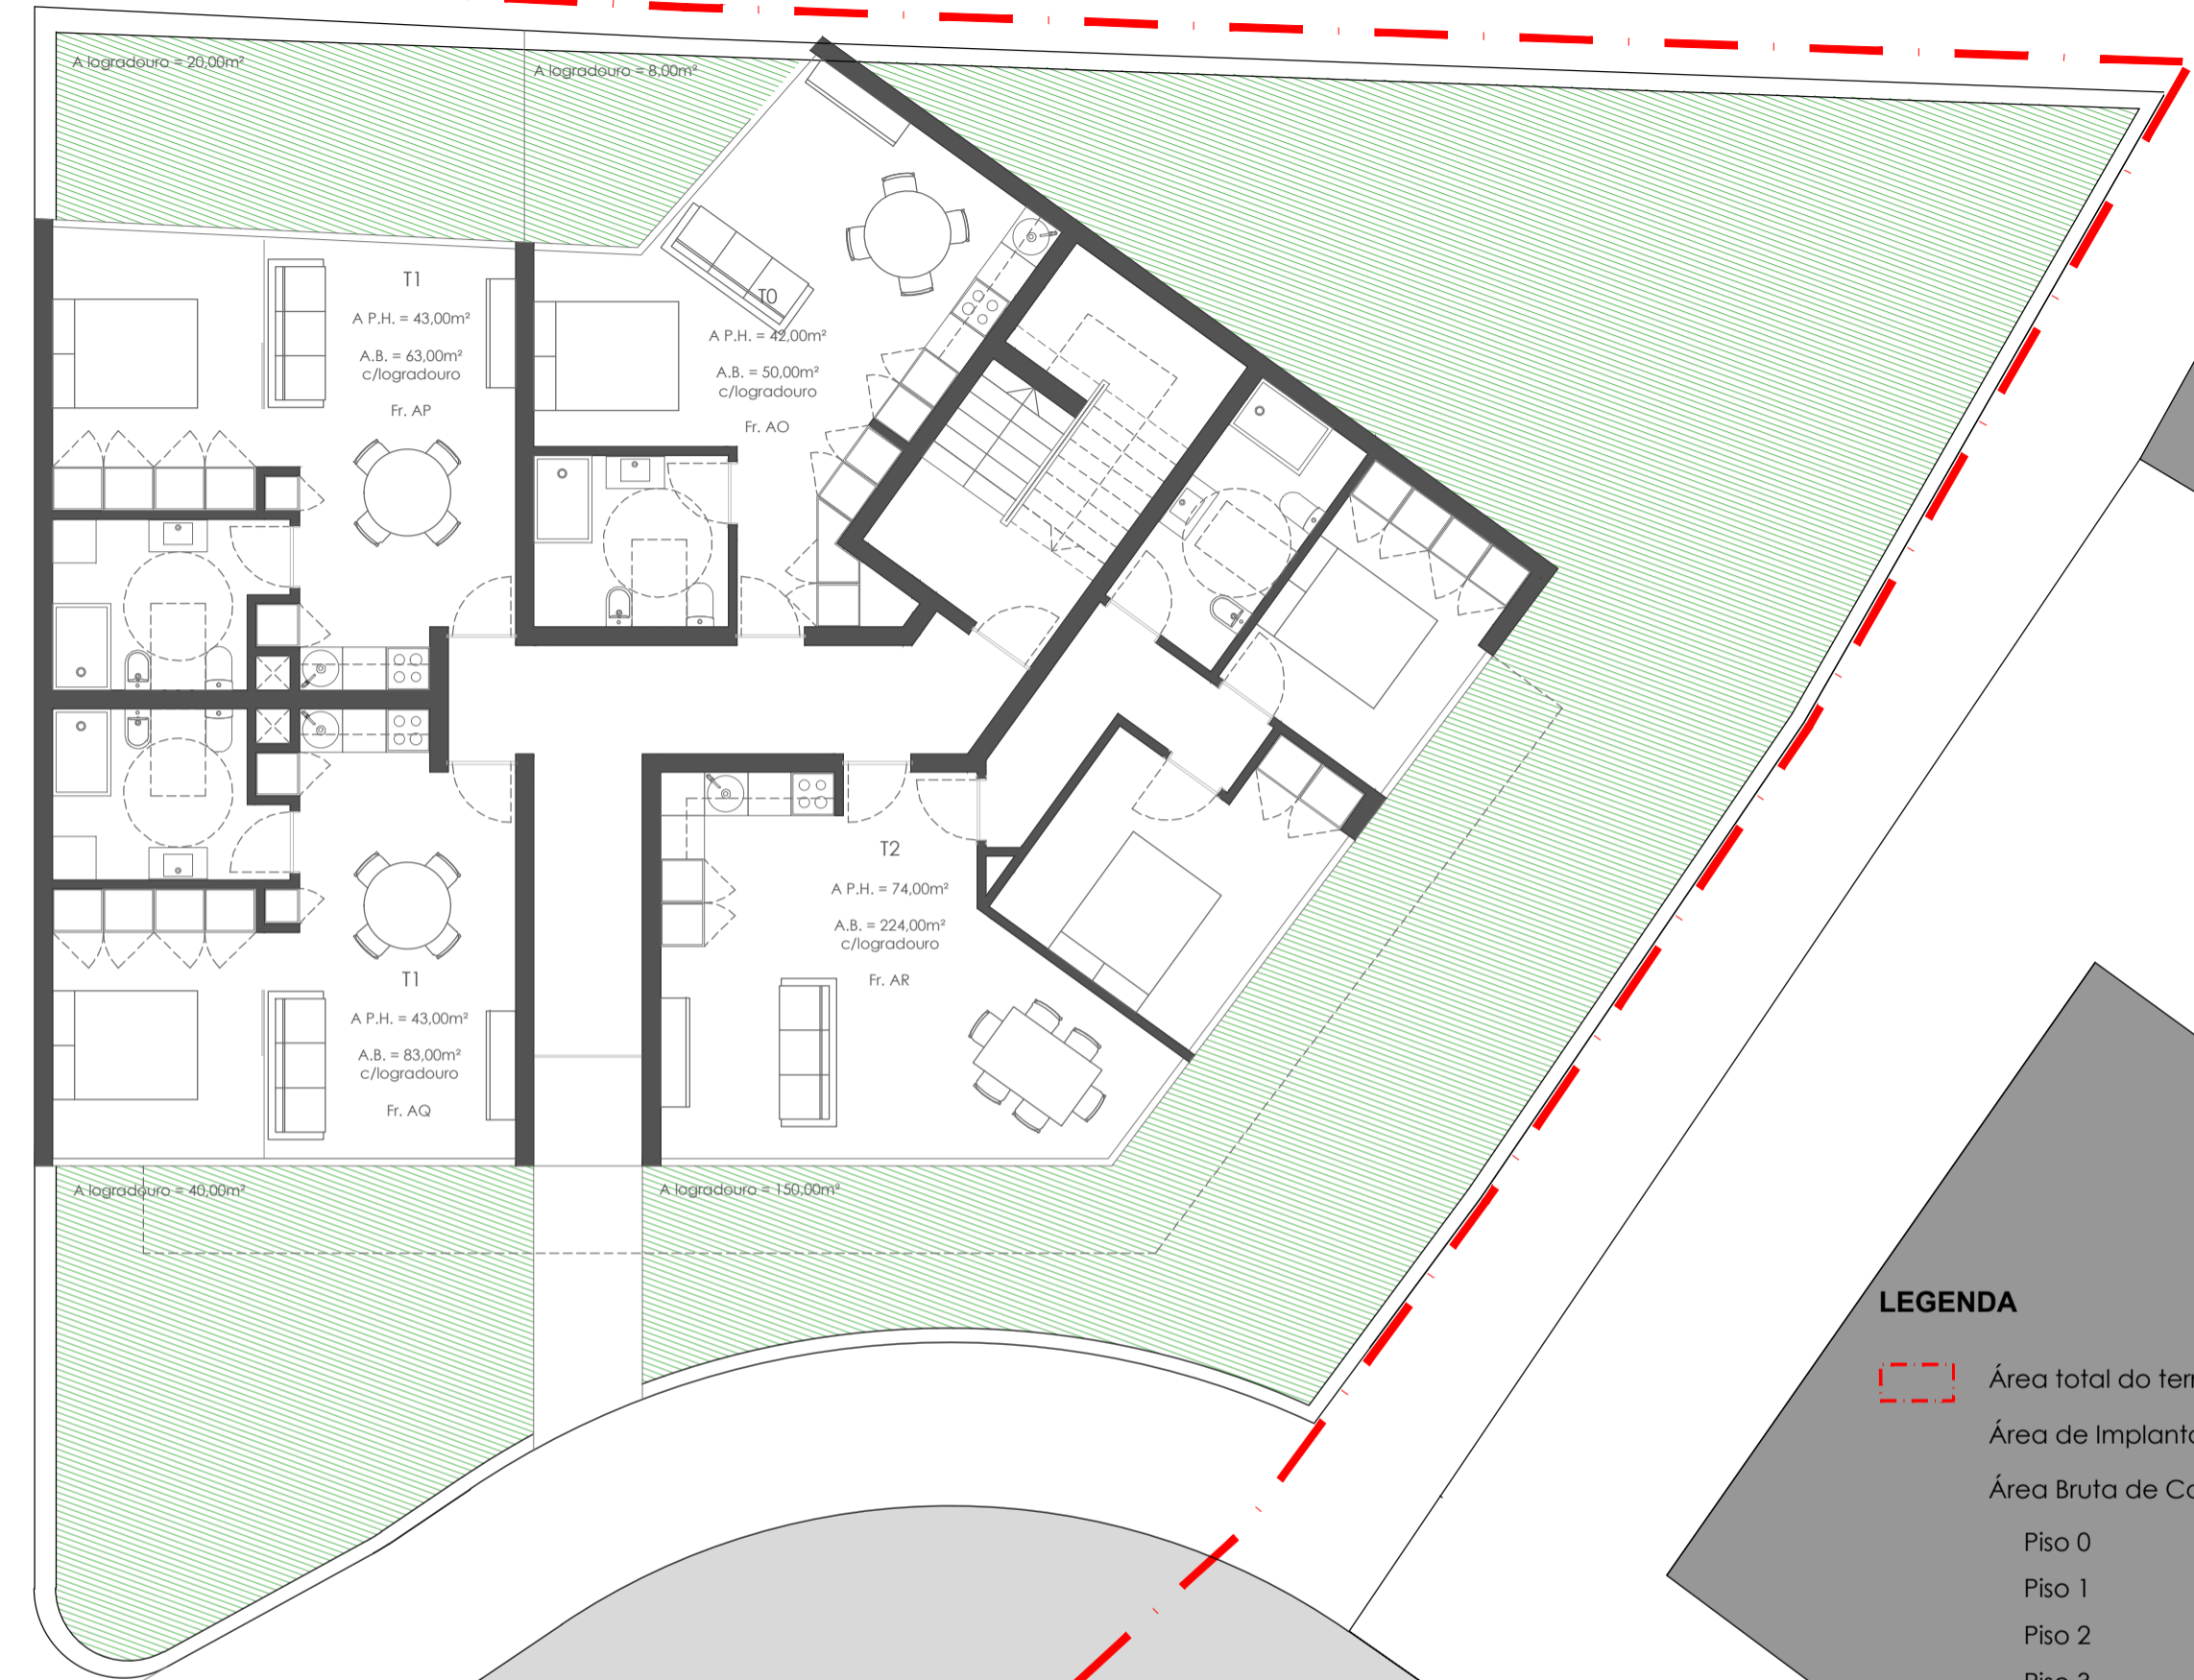 A logradouro = 20,00m²
A logradouro = 8,00m²
T1
A P.H. = 43,00m²
A.B. = 63,00m²
c/logradouro
Fr. AP
T0
A P.H. = 42,00m²
A.B. = 50,00m²
c/logradouro
Fr. AO
T2
A P.H. = 74,00m²
A.B. = 224,00m²
c/logradouro
Fr. AR
T1
A P.H. = 43,00m²
A.B. = 83,00m²
c/logradouro
Fr. AQ
A logradouro = 40,00m²
A logradouro = 150,00m²
LEGENDA
Área total do
Área de
Área Bruta de
Piso 0
Piso 1
Piso 2
Piso 3